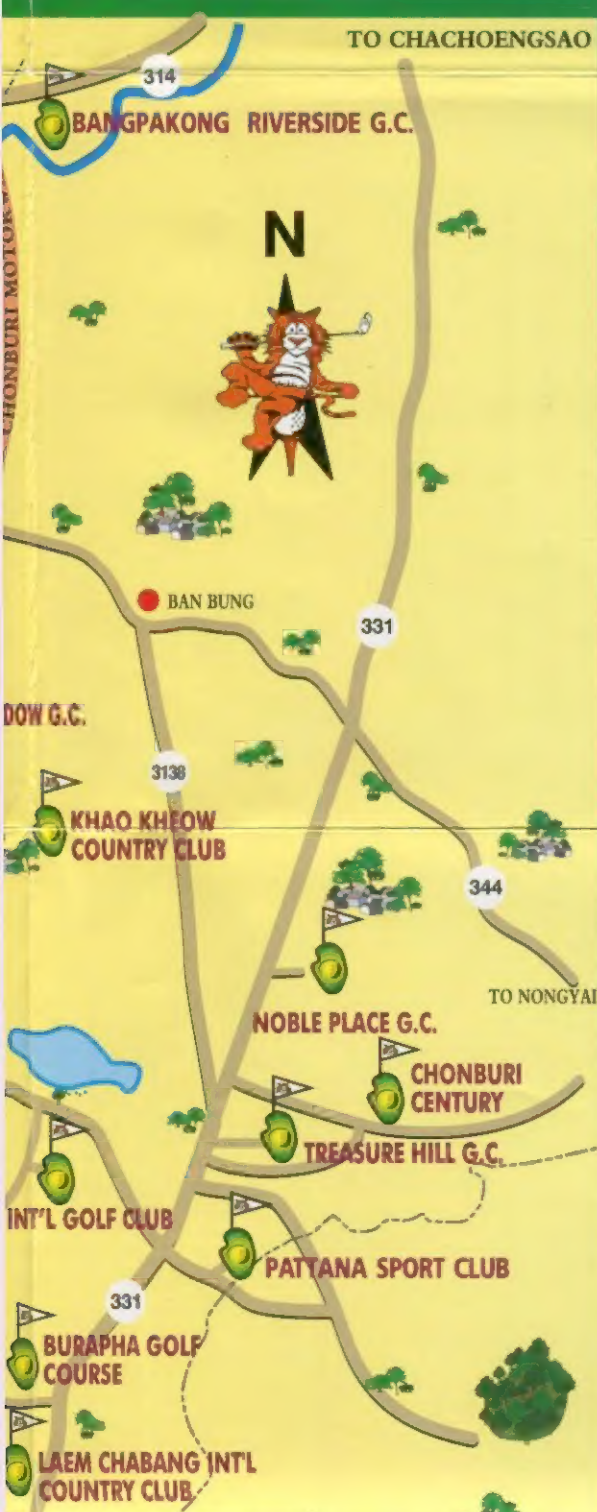 TO CHACHOENGSAO
314
BANGPAKONG RIVERSIDE G.C.
CHONBURI
N
BAN BUNG
331
DOW G.C.
3138
KHAO KHEOW
COUNTRY CLUB
344
TO NONGYAI
NOBLE PLACE G.C.
CHONBURI
CENTURY
TREASURE HILL G.C.
INT'L GOLF CLUB
PATTANA SPORT CLUB
331
BURAPHA GOLF
COURSE
LAEM CHABANG INT'L
COUNTRY CLUB